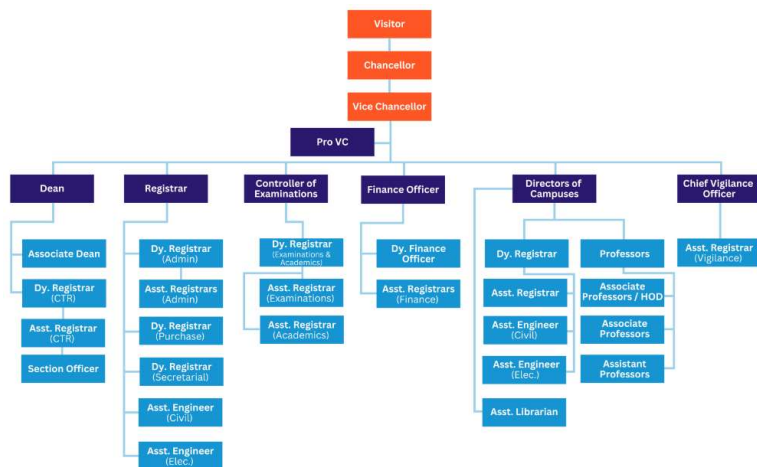 Visitor
Chancellor
Vice Chancellor
Pro VC
Dean
Associate Dean
Dy. Registrar
(CTR)
Asst. Registrar
(CTR)
Section Officer
Registrar
Dy. Registrar
(Admin)
Asst. Registrars
(Admin)
Dy. Registrar
(Purchase)
Dy. Registrar
(Secretarial)
Asst. Engineer
(Civil)
Asst. Engineer
(Elec.)
Controller of
Examinations
Dy. Registrar
(Examinations &
Academics)
Asst. Registrar
(Examinations)
Asst. Registrar
(Academics)
Finance Officer
Dy. Finance
Officer
Asst. Registrars
(Finance)
Directors of
Campuses
Dy. Registrar
Asst. Registrar
Asst. Engineer
(Civil)
Asst. Engineer
(Elec.)
Asst. Librarian
Professors
Associate
Professors / HOD
Associate
Professors
Assistant
Professors
Chief Vigilance
Officer
Asst. Registrar
(Vigilance)